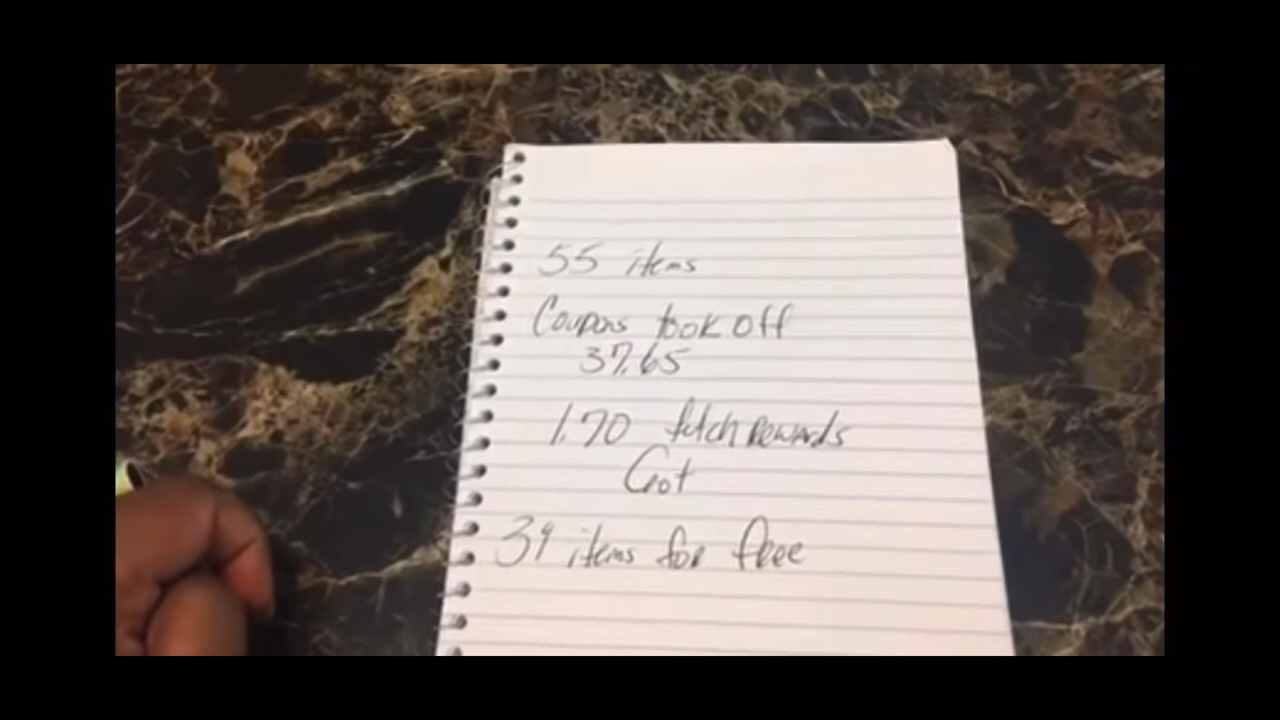 55 items
Coupons took off
37.65
1.70 fetch Rewards
Got
39 items for free